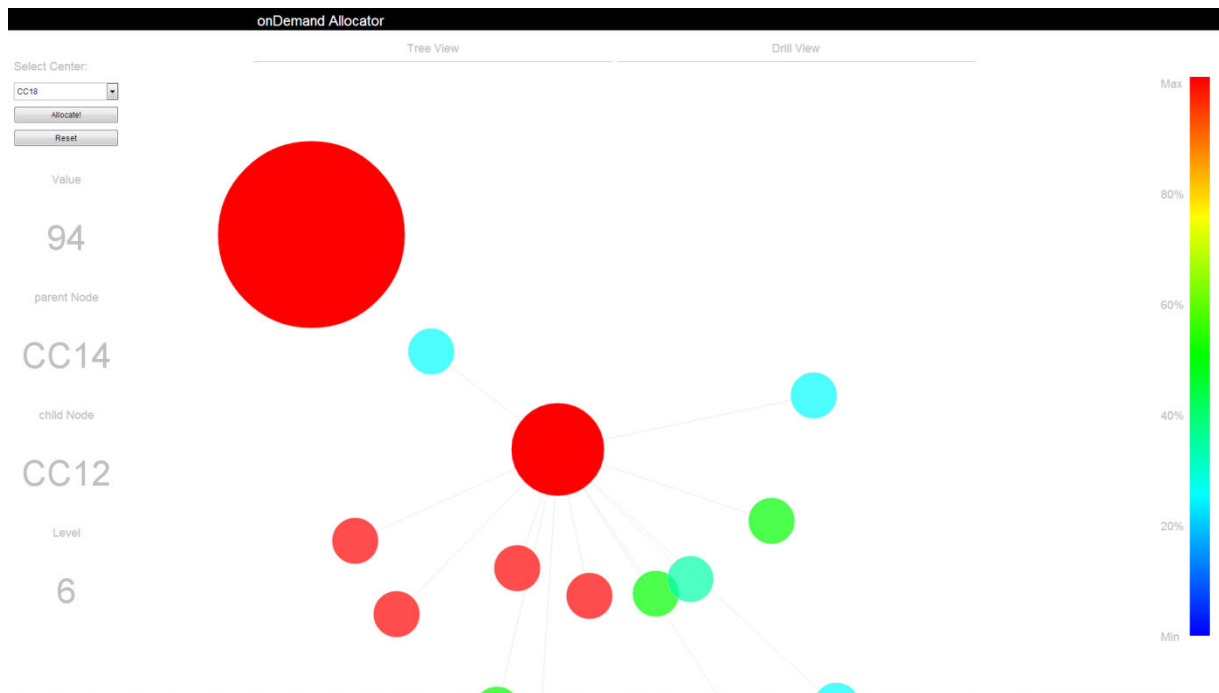 onDemand Allocator
Tree View
Drill View
Select Center:
CC18
Allocate!
Reset
Value
94
parent Node
CC14
child Node
CC12
Level
6
Max
80%
60%
40%
20%
Min